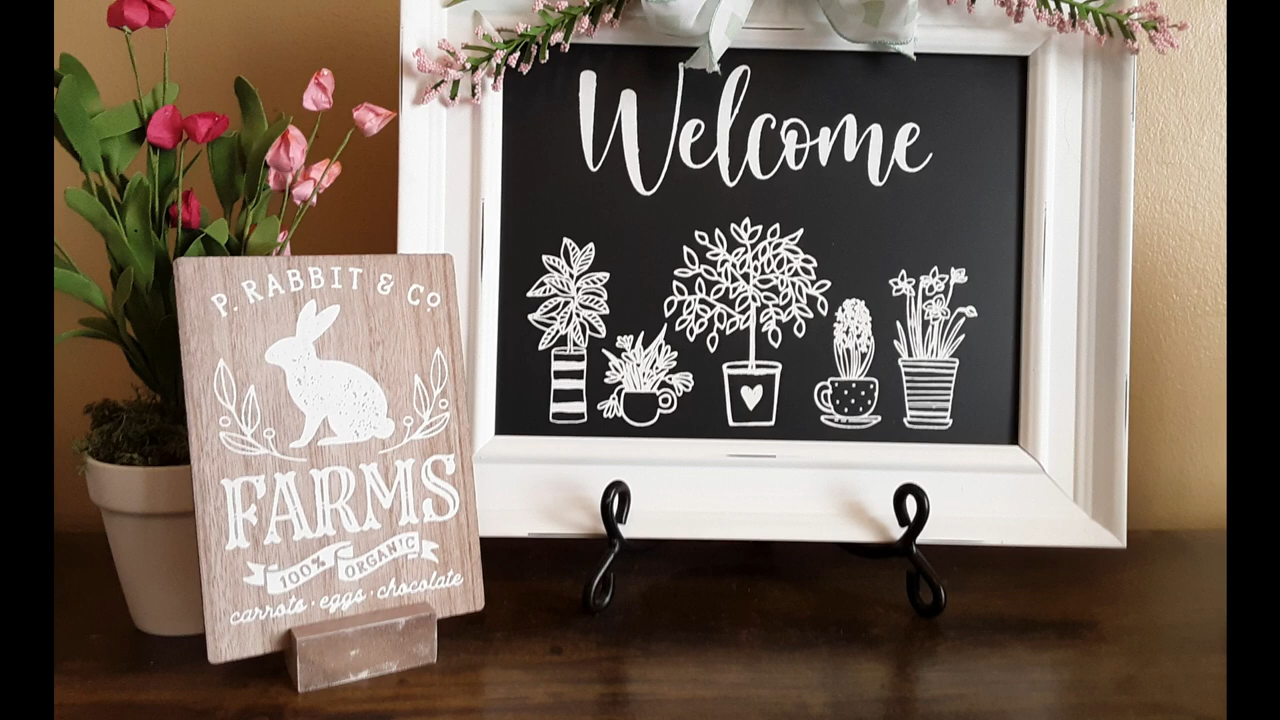 Welcome
P. RABBIT & Co.
FARMS
100% ORGANIC
carrots · eggs · chocolate